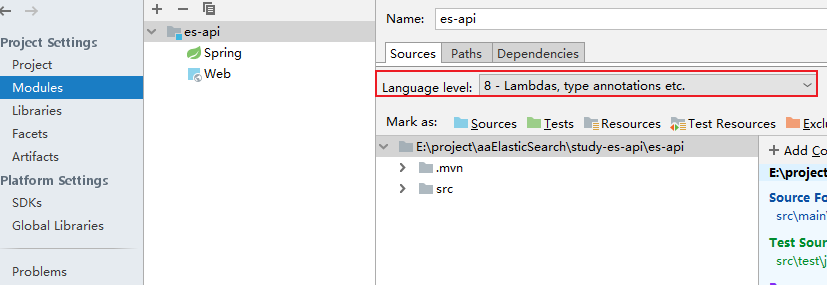 Project Settings
Project
Modules
Libraries
Facets
Artifacts
Platform Settings
SDKs
Global Libraries
Problems
es-api
Spring
Web
Name: es-api
Sources Paths Dependencies
Language level: 8 - Lambdas, type annotations etc.
Mark as: Sources Tests Resources Test Resources Exclu
E:\project\aaElasticSearch\study-es-api\es-api
.mvn
src
+ Add Co
E:\project
Source Fo
src\main\
Test Sour
src\test\j